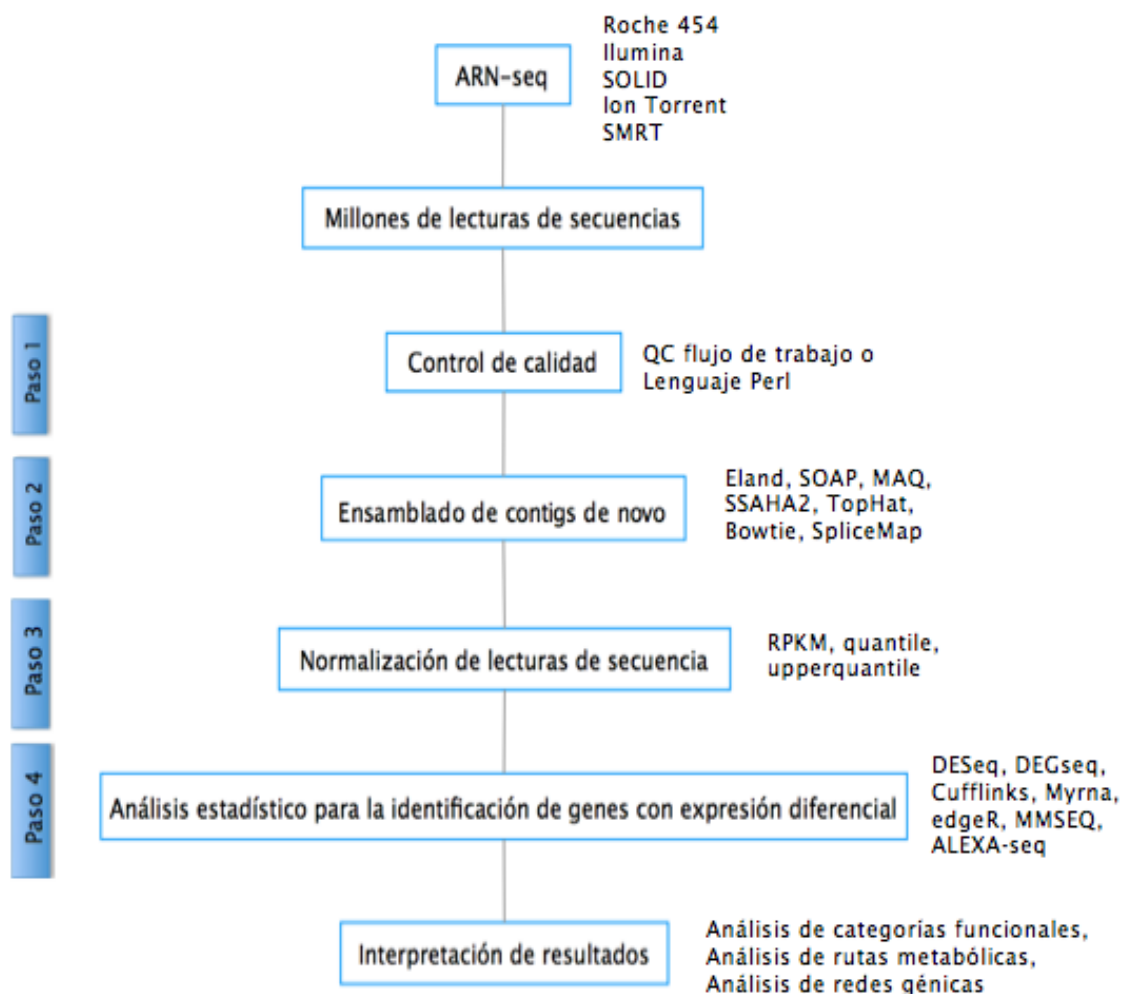 ARN-seq
Roche 454
Ilumina
SOLID
Ion Torrent
SMRT
Millones de lecturas de secuencias
Paso 1
Control de calidad
QC flujo de trabajo o
Lenguaje Perl
Paso 2
Ensamblado de contigs de novo
Eland, SOAP, MAQ,
SSAHA2, TopHat,
Bowtie, SpliceMap
Paso 3
Normalización de lecturas de secuencia
RPKM, quantile,
upperquantile
Paso 4
Análisis estadístico para la identificación de genes con expresión diferencial
DESeq, DEGseq,
Cufflinks, Myrna,
edgeR, MMSEQ,
ALEXA-seq
Interpretación de resultados
Análisis de categorías funcionales,
Análisis de rutas metabólicas,
Análisis de redes génicas